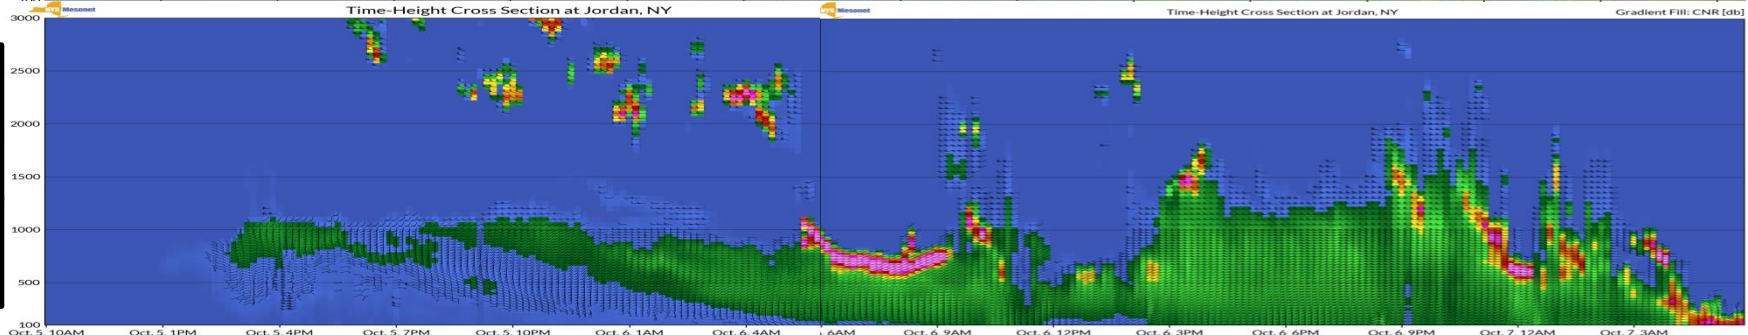 NYS Mesonet
Time-Height Cross Section at Jordan, NY
NYS Mesonet
Time-Height Cross Section at Jordan, NY
Gradient Fill: CNR [db]
3000
2500
2000
1500
1000
500
100
Oct. 5, 10AM Oct. 5, 1PM Oct. 5, 4PM Oct. 5, 7PM Oct. 5, 10PM Oct. 6, 1AM Oct. 6, 4AM 6AM Oct. 6, 9AM Oct. 6, 12PM Oct. 6, 3PM Oct. 6, 6PM Oct. 6, 9PM Oct. 7, 12AM Oct. 7, 3AM